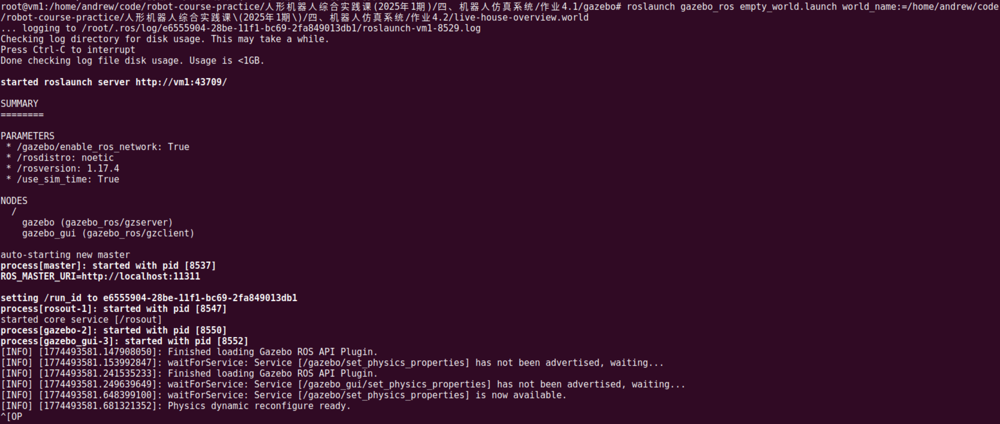 root@vm1:/home/andrew/code/robot-course-practice/人形机器人综合实践课(2025年1期)/四、机器人仿真系统/作业4.1/gazebo# roslaunch gazebo_ros empty_world.launch world_name:=/home/andrew/code
/robot-course-practice/人形机器人综合实践课\(2025年1期\)/四、机器人仿真系统/作业4.2/live-house-overview.world
... logging to /root/.ros/log/e6555904-28be-11f1-bc69-2fa849013db1/roslaunch-vm1-8529.log
Checking log directory for disk usage. This may take a while.
Press Ctrl-C to interrupt
Done checking log file disk usage. Usage is <1GB.
started roslaunch server http://vm1:43709/
SUMMARY
========
PARAMETERS
 * /gazebo/enable_ros_network: True
 * /rosdistro: noetic
 * /rosversion: 1.17.4
 * /use_sim_time: True
NODES
  /
    gazebo (gazebo_ros/gzserver)
    gazebo_gui (gazebo_ros/gzclient)
auto-starting new master
process[master]: started with pid [8537]
ROS_MASTER_URI=http://localhost:11311
setting /run_id to e6555904-28be-11f1-bc69-2fa849013db1
process[rosout-1]: started with pid [8547]
started core service [/rosout]
process[gazebo-2]: started with pid [8550]
process[gazebo_gui-3]: started with pid [8552]
[INFO] [1774493581.147908050]: Finished loading Gazebo ROS API Plugin.
[INFO] [1774493581.153992847]: waitForService: Service [/gazebo/set_physics_properties] has not been advertised, waiting...
[INFO] [1774493581.241535233]: Finished loading Gazebo ROS API Plugin.
[INFO] [1774493581.249639649]: waitForService: Service [/gazebo_gui/set_physics_properties] has not been advertised, waiting...
[INFO] [1774493581.648399100]: waitForService: Service [/gazebo/set_physics_properties] is now available.
[INFO] [1774493581.681321352]: Physics dynamic reconfigure ready.
^[OP